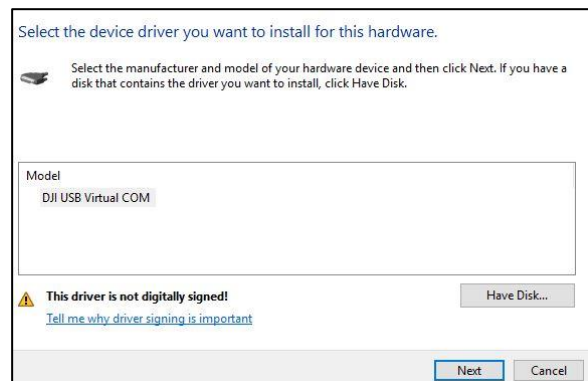 Select the device driver you want to install for this hardware.
Select the manufacturer and model of your hardware device and then click Next. If you have a
disk that contains the driver you want to install, click Have Disk.
Model
DJI USB Virtual COM
This driver is not digitally signed!
Have Disk...
Tell me why driver signing is important
Next
Cancel